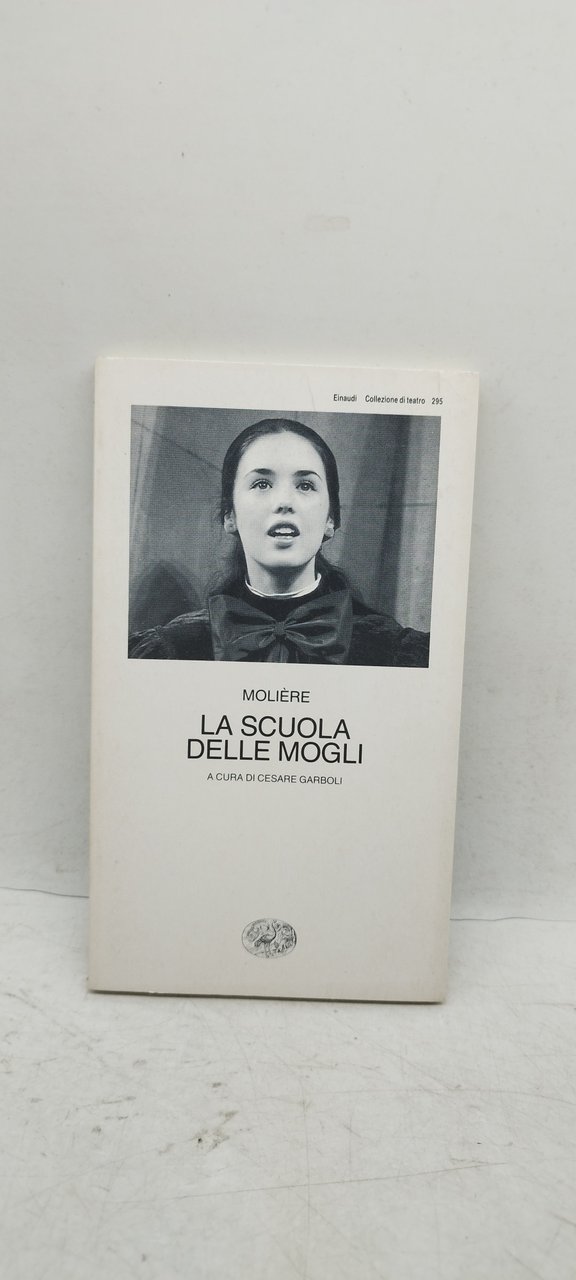 Einaudi Collezione di teatro 295
MOLIÈRE
LA SCUOLA
DELLE MOGLI
A CURA DI CESARE GARBOLI